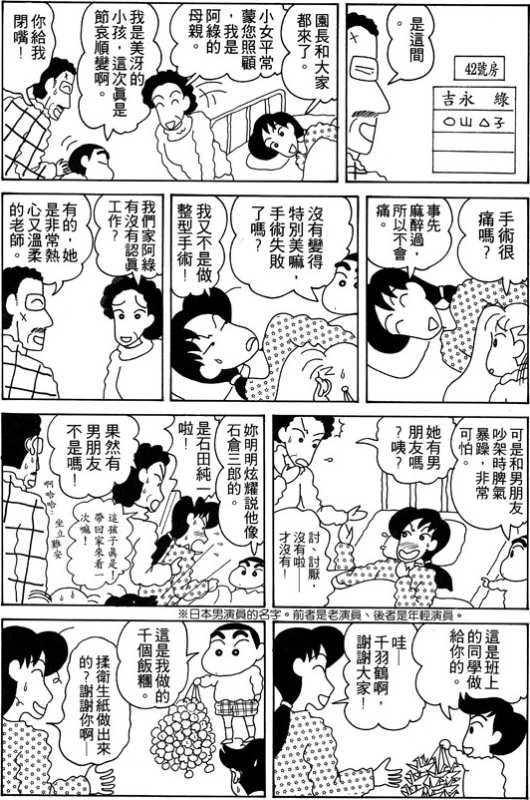 是這間。
42號房
吉永 綠
○山△子
園長和大家
都來了。
小女平常
蒙您照顧
，我是
阿綠的
母親。
我是美冴的
小孩，這次真是
節哀順變啊。
你給我
閉嘴！
手術很
痛嗎？
事先
麻醉過，
所以不會
痛。
沒有變得
特別美嘛，
手術失敗
了嗎？
我又不是做
整型手術！
我們家阿綠
有沒有認真
工作？
有的，她
是非常熱
心又溫柔
的老師。
可是和男朋友
吵架時脾氣
暴躁，非常
可怕。
她有男
朋友嗎
？咦？
討、討厭，
沒有啦──
才沒有！
妳明明炫耀說他像
石倉三郎的。
是石田純一
啦！
果然有
男朋友
不是嗎！
這孩子真是！
帶回家來看一
次嘛！
啊哈哈…
坐立難安
※日本男演員的名字。前者是老演員、後者是年輕演員。
這是班上
的同學做
給你的。
哇──
千羽鶴啊，
謝謝大家！
這是我做的
千個飯糰。
揉衛生紙做出來
的？謝謝你啊──